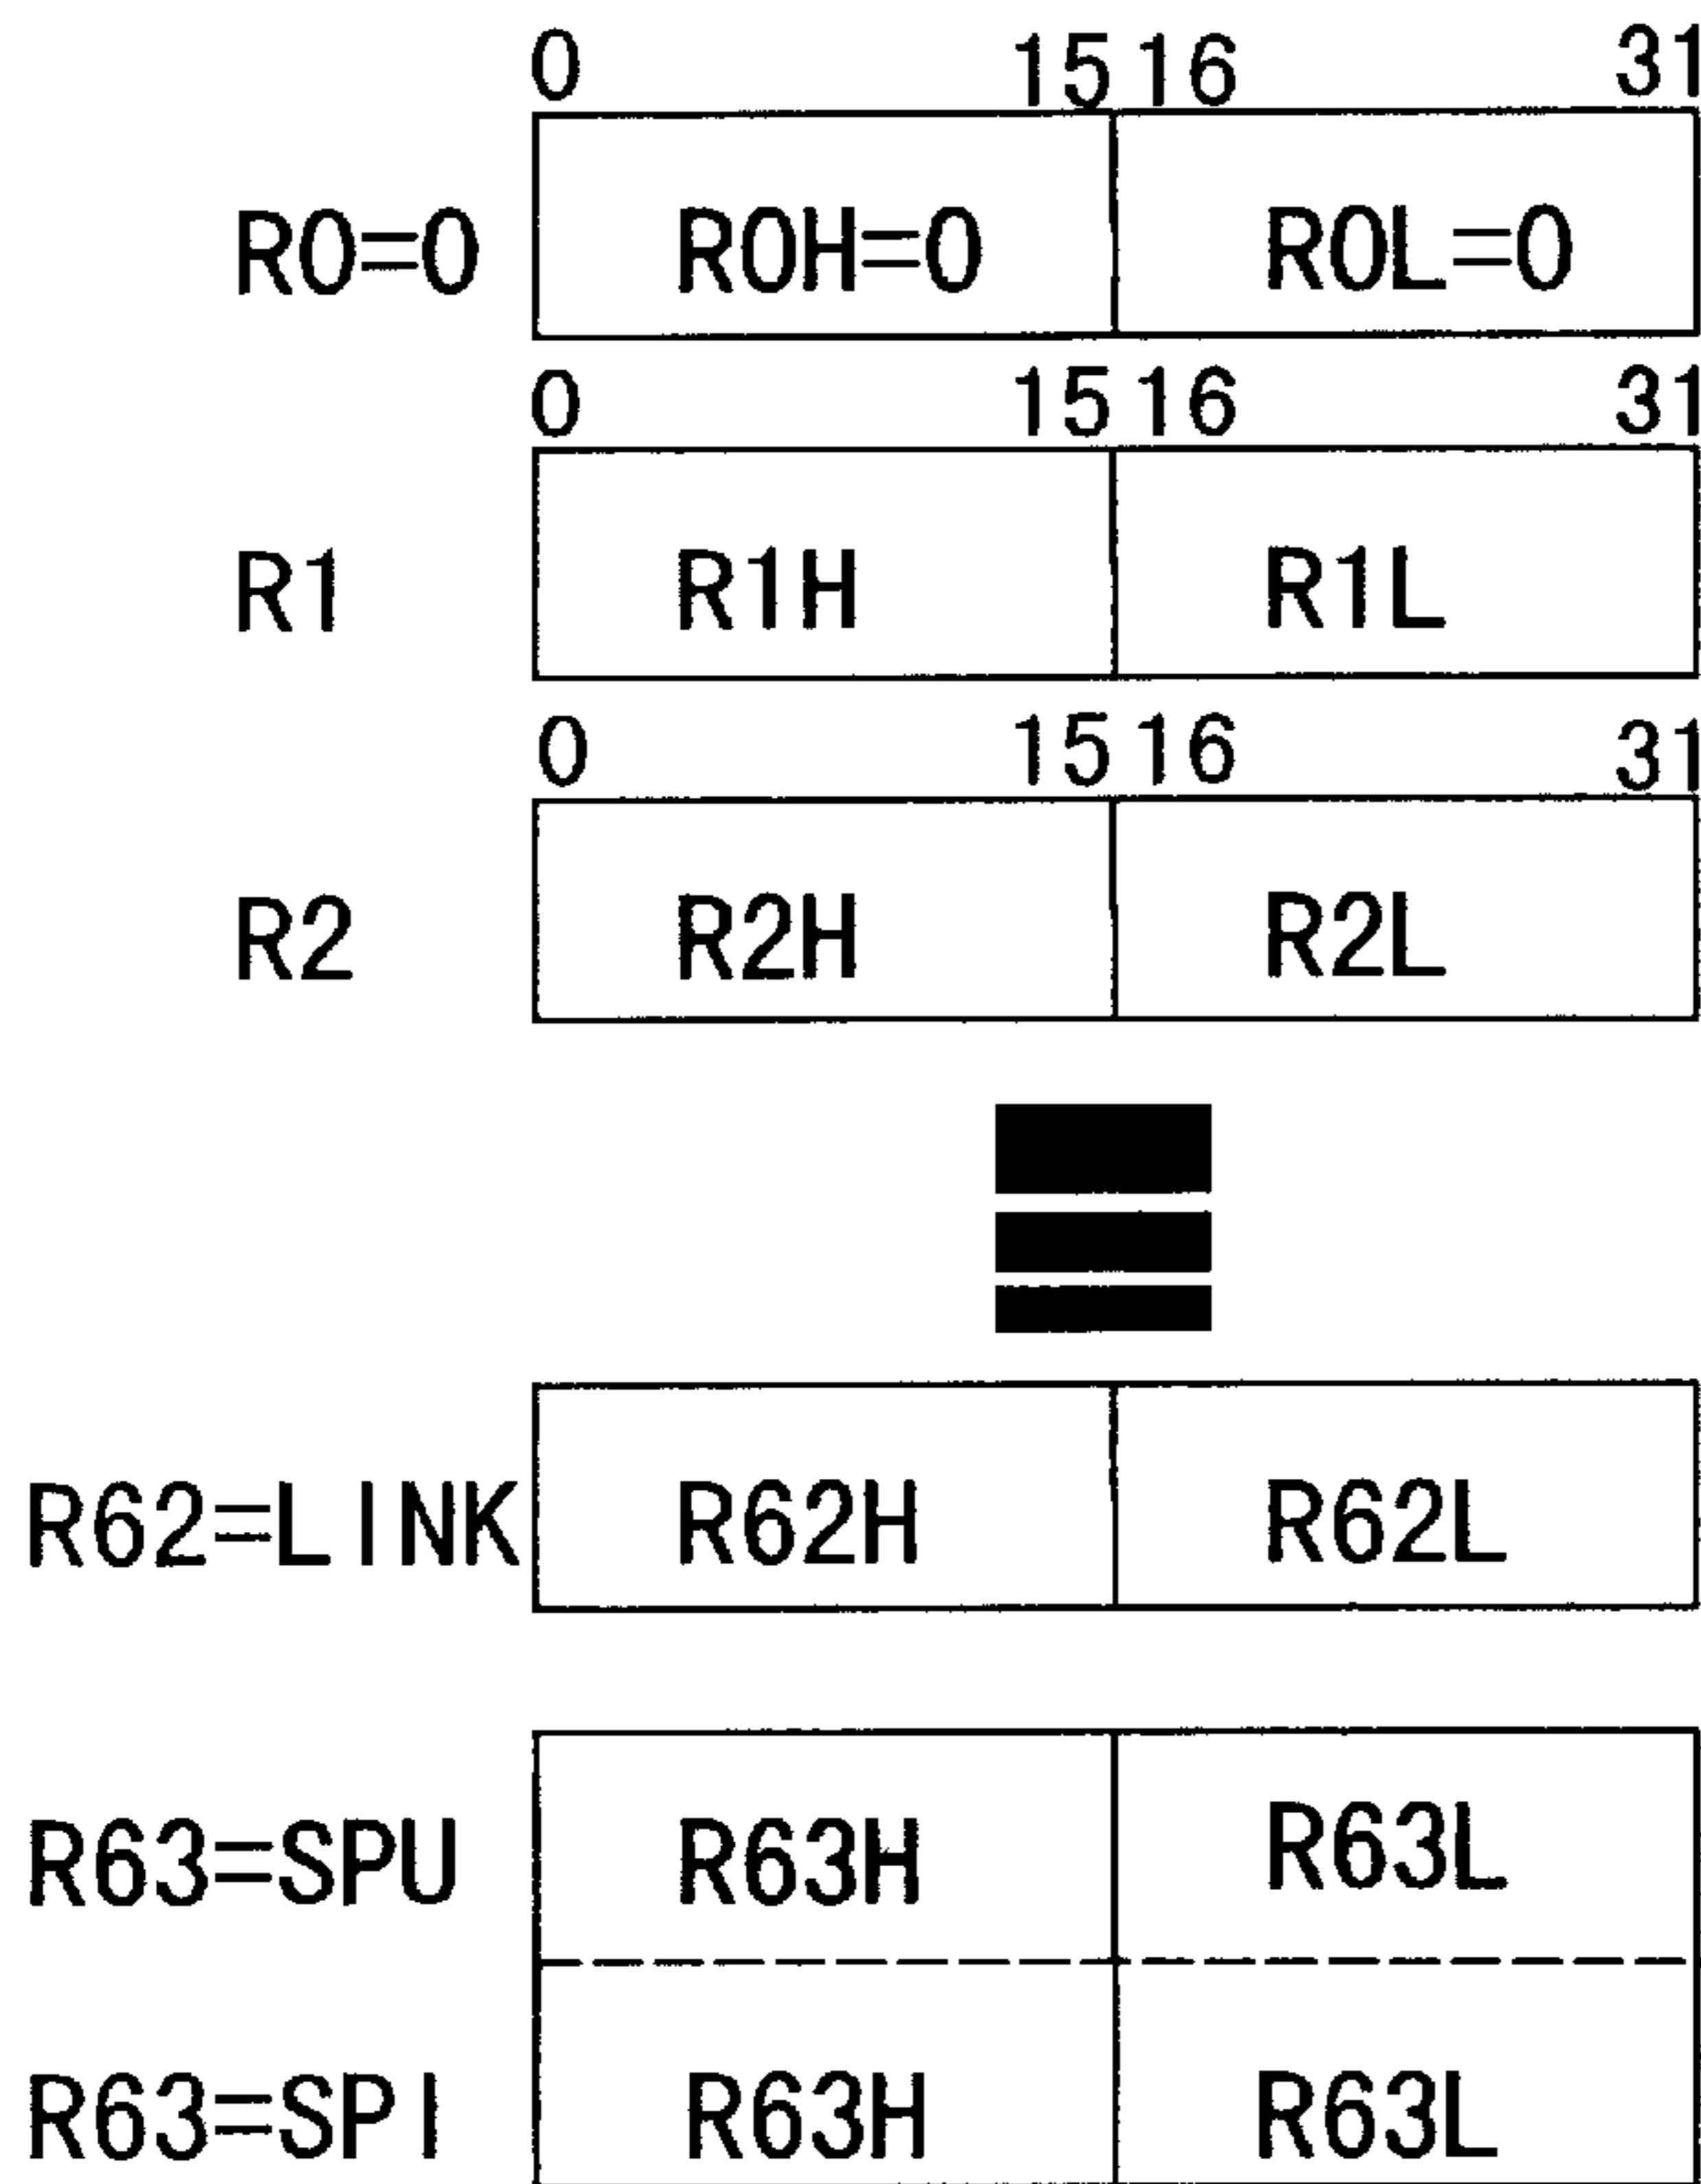 0 15 16 31
R0=0 R0H=0 R0L=0
0 15 16 31
R1 R1H R1L
0 15 16 31
R2 R2H R2L
R62=LINK R62H R62L
R63=SPU R63H R63L
R63=SPI R63H R63L